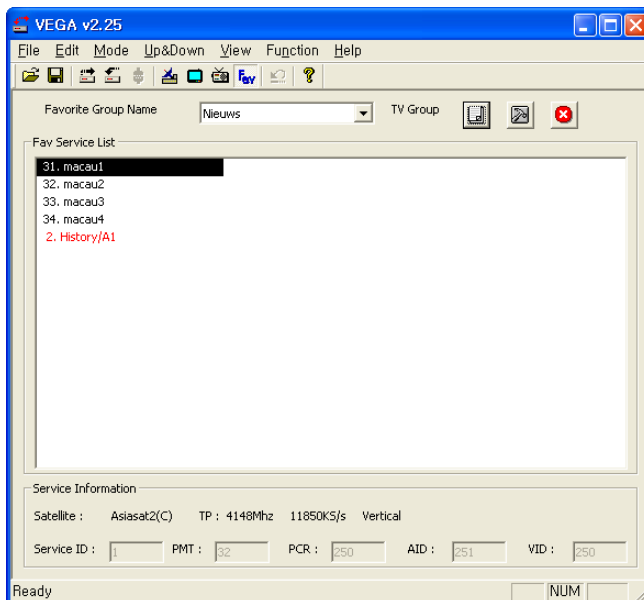 VEGA v2.25
File Edit Mode Up&Down View Function Help
Fav
Favorite Group Name Nieuws TV Group
Fav Service List
31. macau1
32. macau2
33. macau3
34. macau4
2. History/A1
Service Information
Satellite : Asiasat2(C) TP : 4148Mhz 11850KS/s Vertical
Service ID : 1 PMT : 32 PCR : 250 AID : 251 VID : 250
Ready NUM